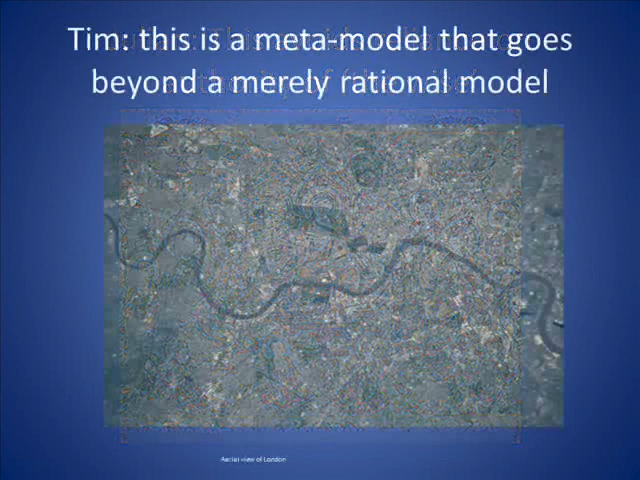 Tim: this is a meta-model that goes
beyond a merely rational model
Aerial view of London